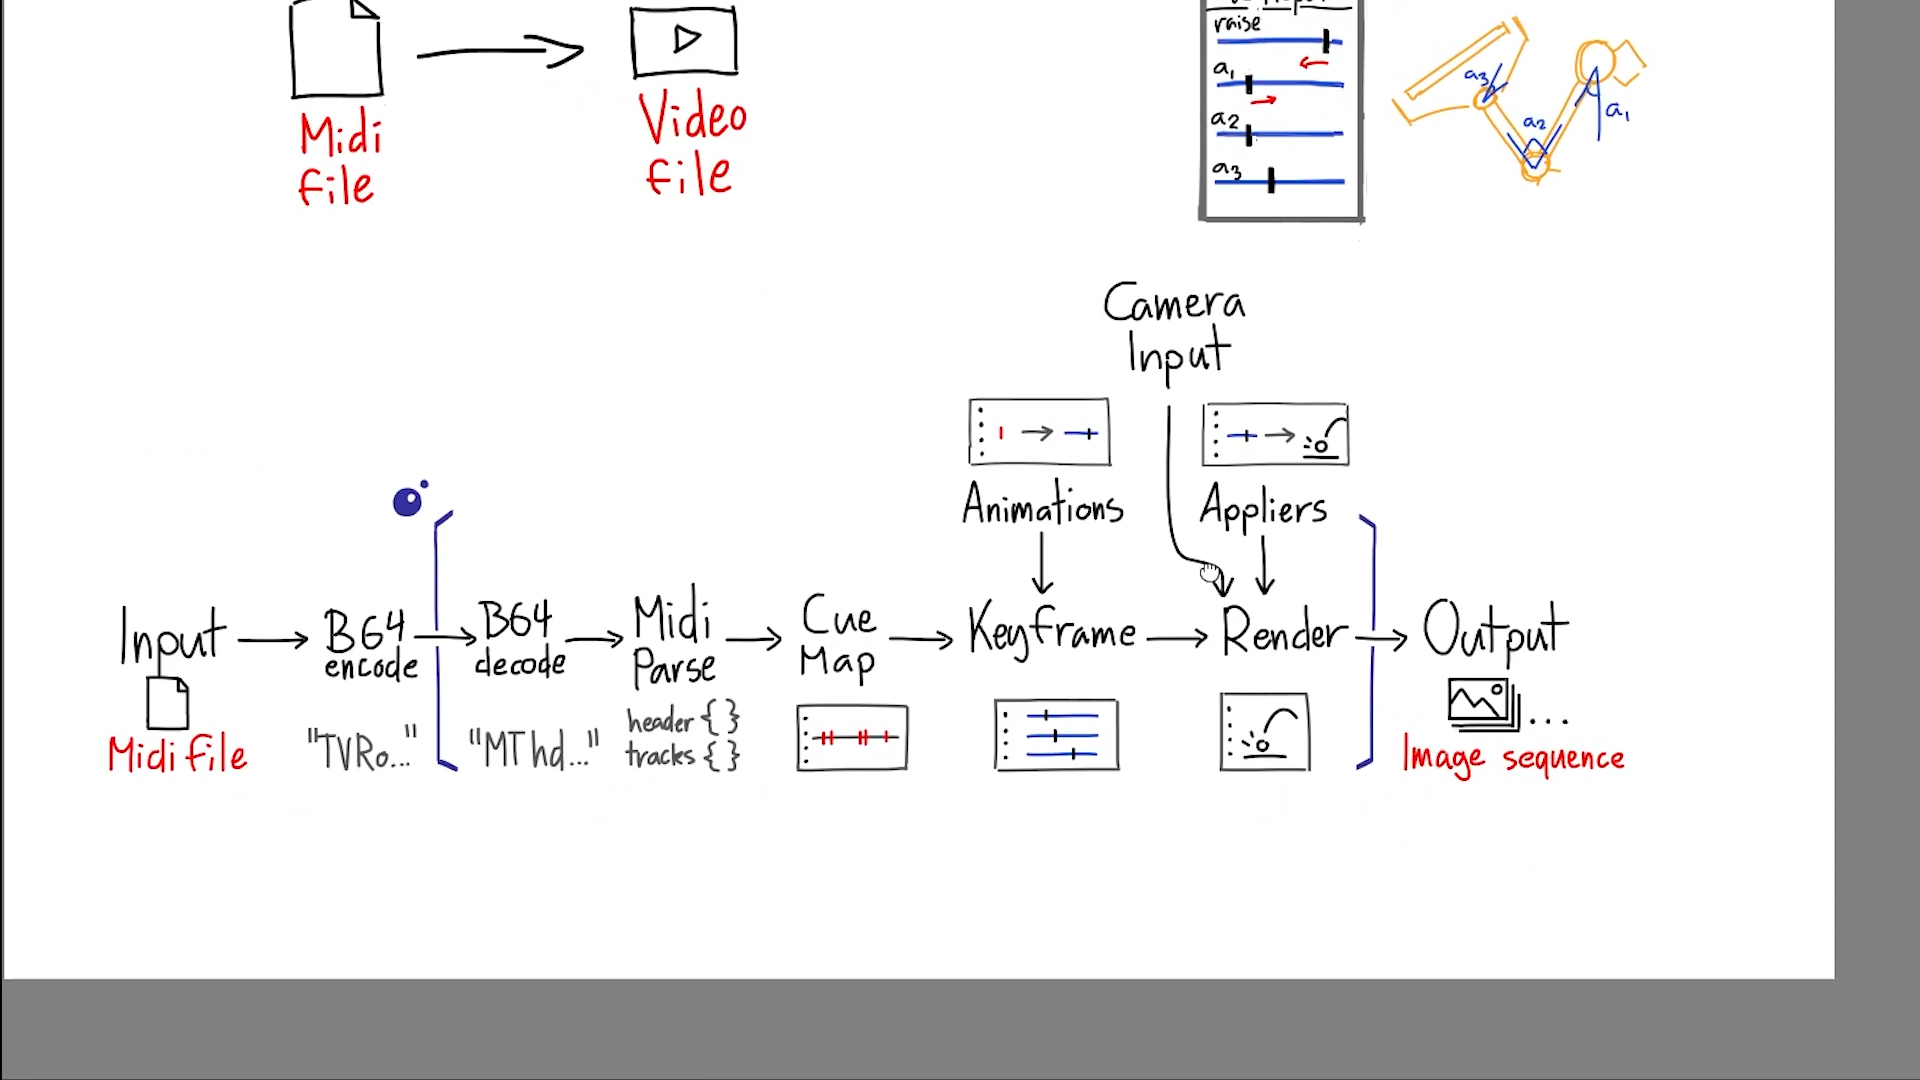 Midi
file
Video
file
raise
a1
a2
a3
a3
a2
a1
Camera
Input
Animations
Appliers
Input
B64
encode
B64
decode
Midi
Parse
Cue
Map
Keyframe
Render
Output
Midi file
"TVRo..."
"MThd..."
header { }
tracks { }
...
Image sequence